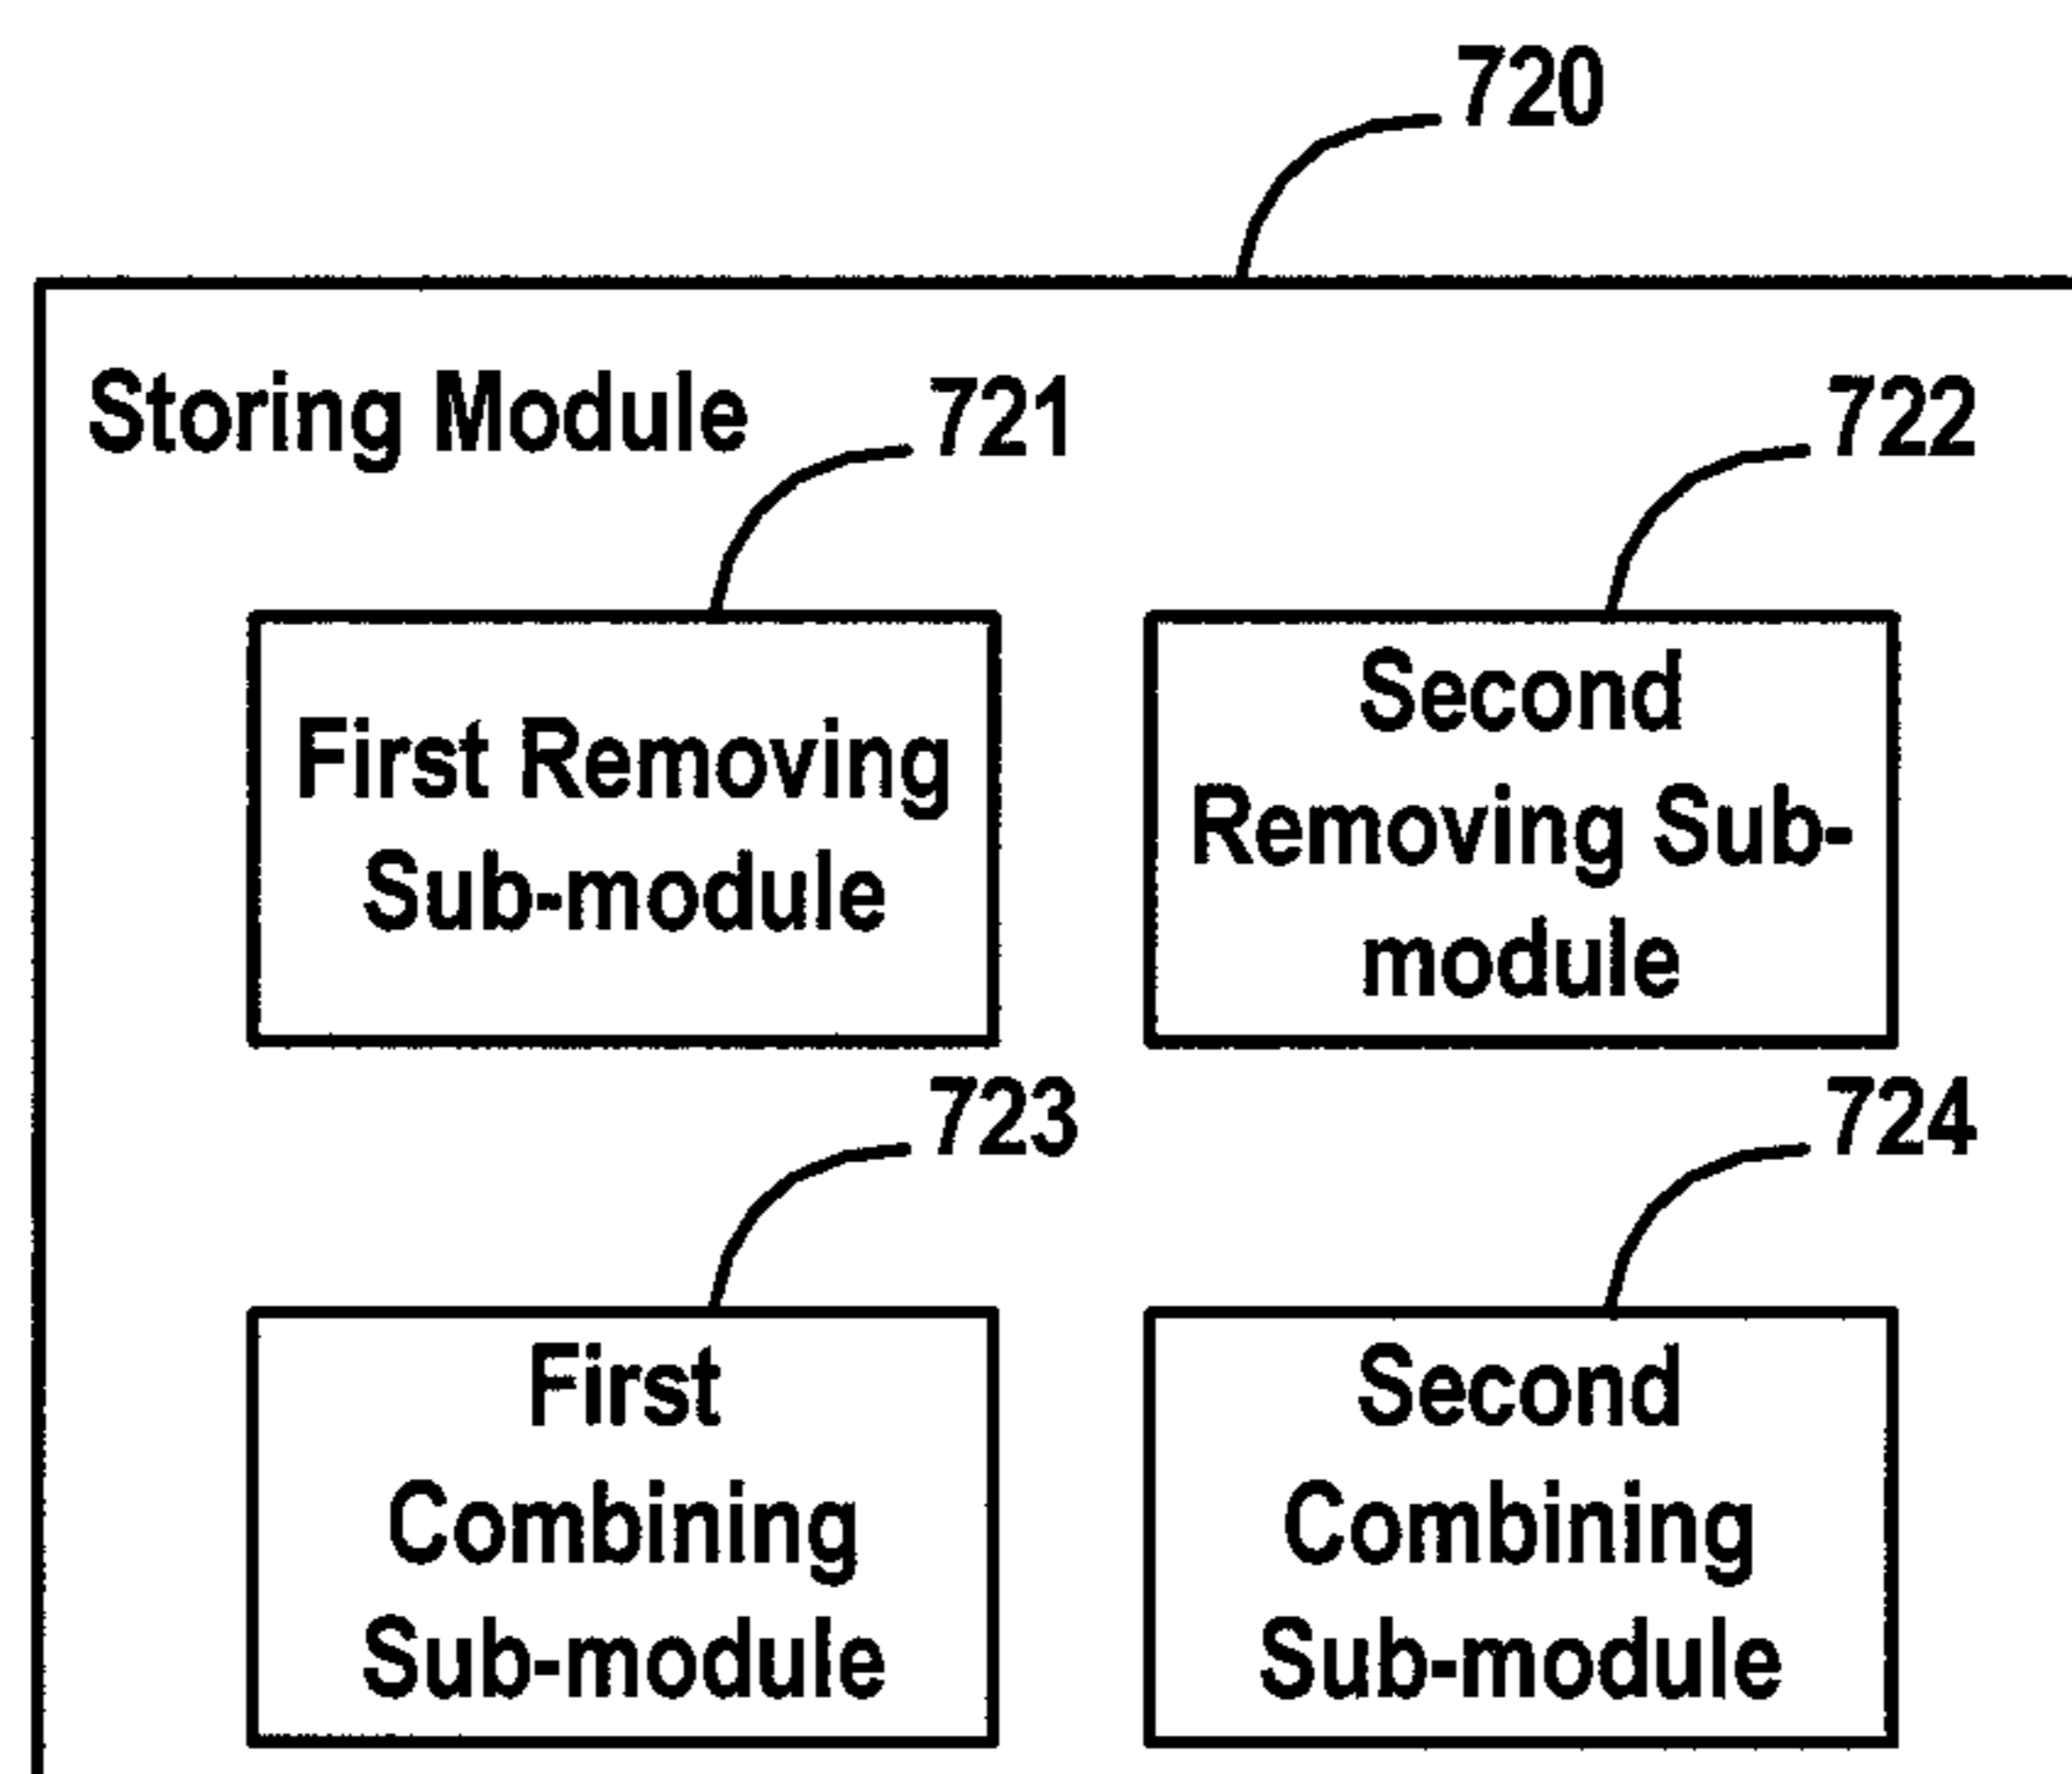 720
Storing Module
721
722
First Removing
Sub-module
Second
Removing Sub-
module
723
724
First
Combining
Sub-module
Second
Combining
Sub-module